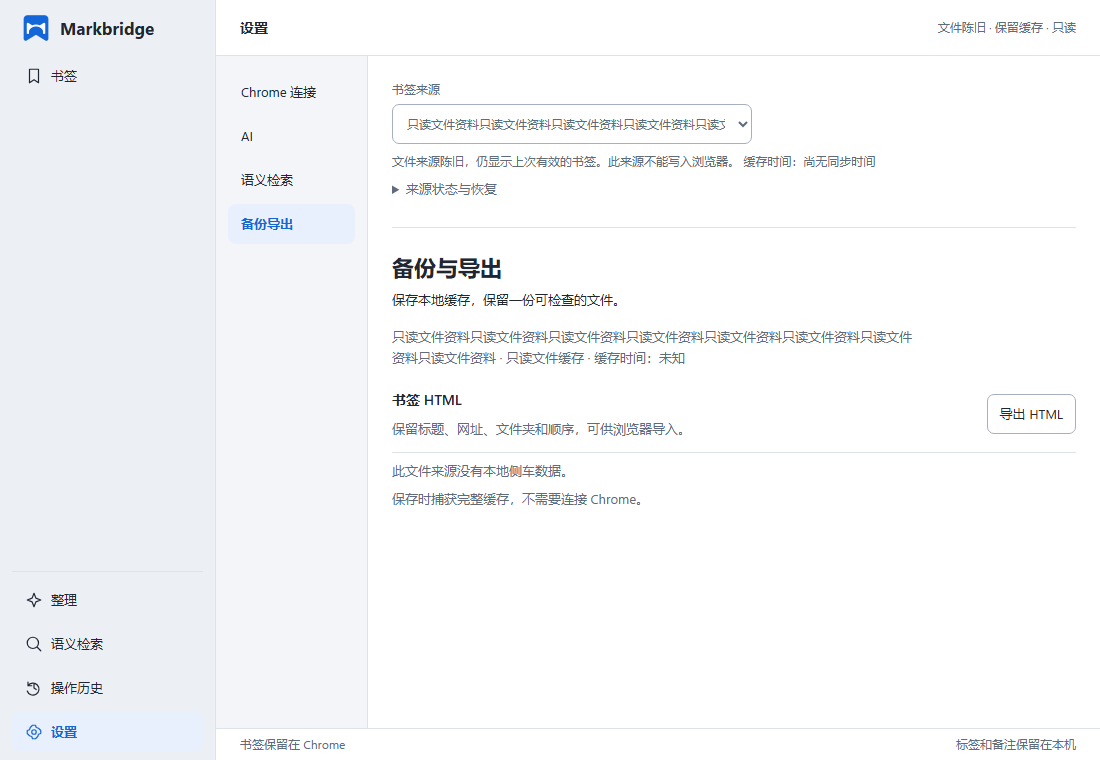 Markbridge
书签
整理
语义检索
操作历史
设置
设置
文件陈旧 · 保留缓存 · 只读
Chrome 连接
AI
语义检索
备份导出
书签来源
只读文件资料只读文件资料只读文件资料只读文件资料只读文
文件来源陈旧，仍显示上次有效的书签。此来源不能写入浏览器。 缓存时间：尚无同步时间
来源状态与恢复
备份与导出
保存本地缓存，保留一份可检查的文件。
只读文件资料只读文件资料只读文件资料只读文件资料只读文件资料只读文件资料只读文件
资料只读文件资料 · 只读文件缓存 · 缓存时间：未知
书签 HTML
保留标题、网址、文件夹和顺序，可供浏览器导入。
导出 HTML
此文件来源没有本地侧车数据。
保存时捕获完整缓存，不需要连接 Chrome。
书签保留在 Chrome
标签和备注保留在本机